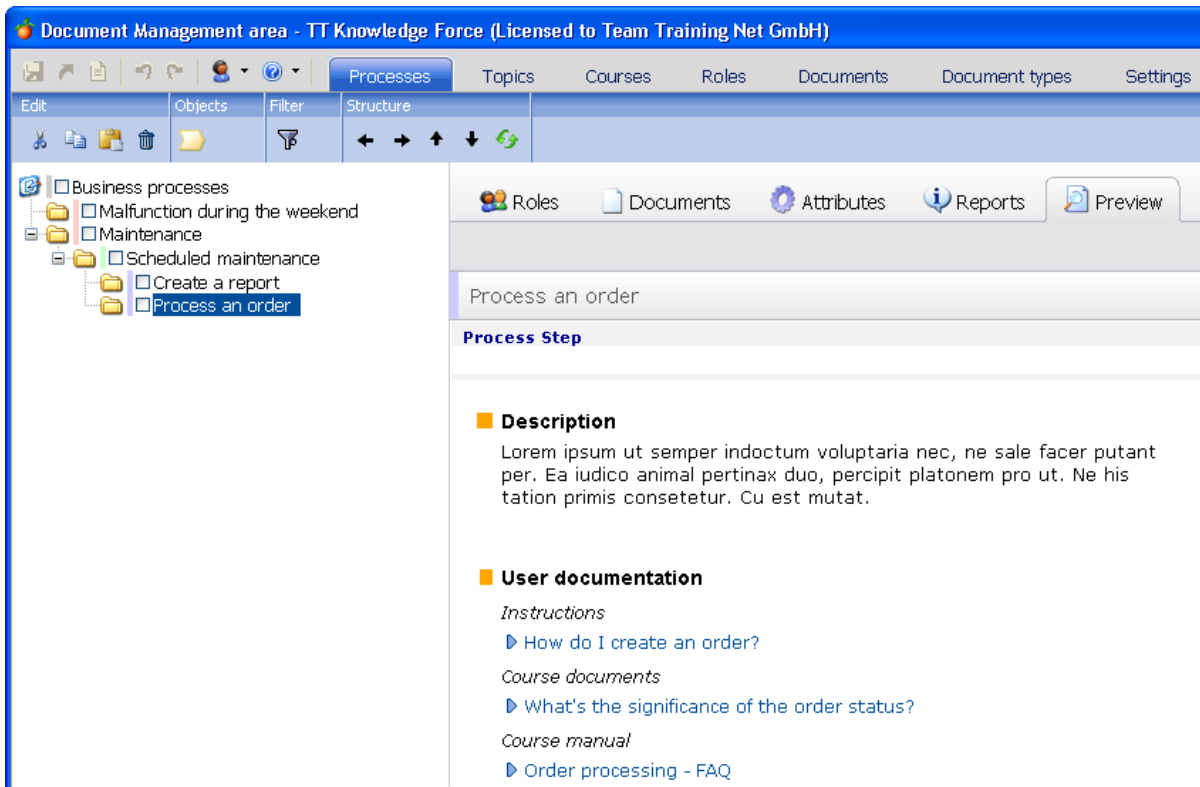 Document Management area - TT Knowledge Force (Licensed to Team Training Net GmbH)
Processes Topics Courses Roles Documents Document types Settings
Edit Objects Filter Structure
Business processes
Malfunction during the weekend
Maintenance
Scheduled maintenance
Create a report
Process an order
Roles Documents Attributes Reports Preview
Process an order
Process Step
Description
Lorem ipsum ut semper indoctum voluptaria nec, ne sale facer putant
per. Ea iudico animal pertinax duo, percipit platonem pro ut. Ne his
tation primis consetetur. Cu est mutat.
User documentation
Instructions
How do I create an order?
Course documents
What's the significance of the order status?
Course manual
Order processing - FAQ